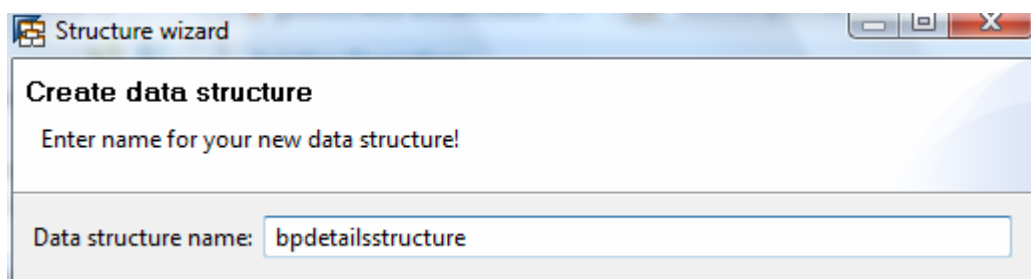 Structure wizard
Create data structure
Enter name for your new data structure!
Data structure name: bpdetailsstructure